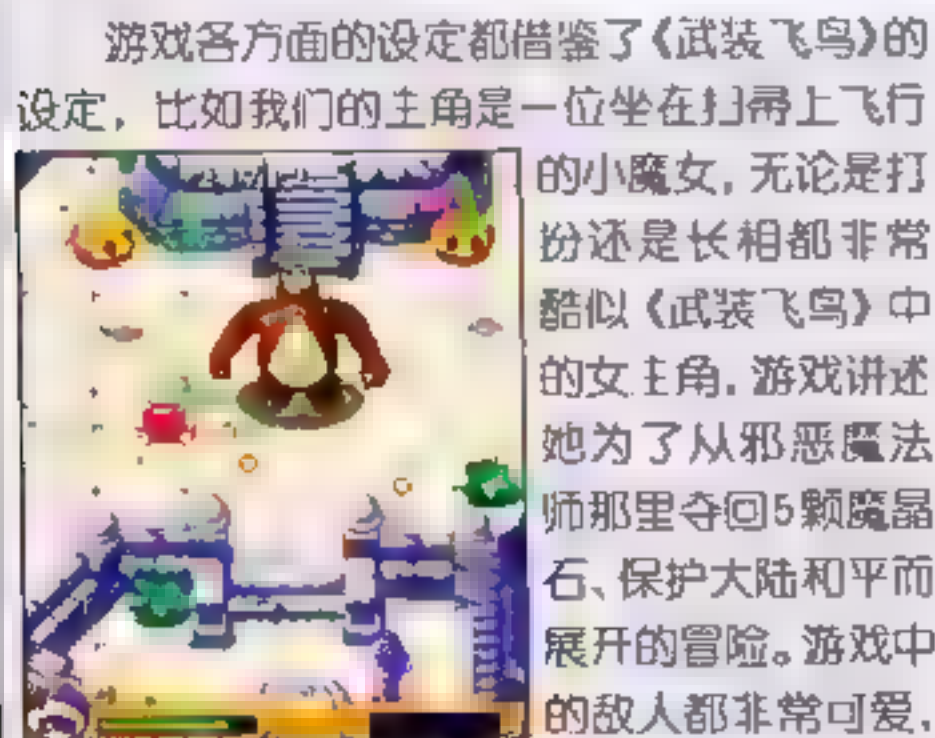 游戏各方面的设定都借鉴了《武装飞鸟》的
设定，比如我们的主角是一位坐在扫帚上飞行
的小魔女，无论是打
扮还是长相都非常
酷似《武装飞鸟》中
的女主角。游戏讲述
她为了从邪恶魔法
师那里夺回5颗魔晶
石、保护大陆和平而
展开的冒险。游戏中
的敌人都非常可爱，